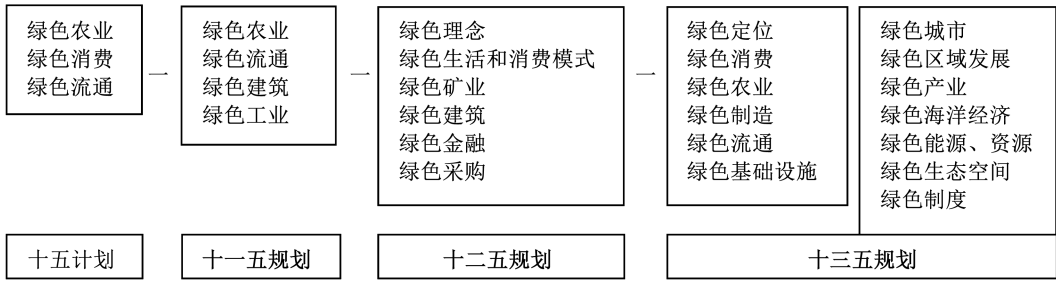 绿色农业
绿色消费
绿色流通
绿色农业
绿色流通
绿色建筑
绿色工业
绿色理念
绿色生活和消费模式
绿色矿业
绿色建筑
绿色金融
绿色采购
绿色定位
绿色消费
绿色农业
绿色制造
绿色流通
绿色基础设施
绿色城市
绿色区域发展
绿色产业
绿色海洋经济
绿色能源、资源
绿色生态空间
绿色制度
十五计划
十一五规划
十二五规划
十三五规划